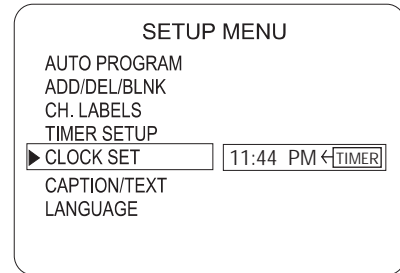 SETUP MENU
AUTO PROGRAM
ADD/DEL/BLNK
CH. LABELS
TIMER SETUP
▶ CLOCK SET 11:44 PM ← TIMER
CAPTION/TEXT
LANGUAGE